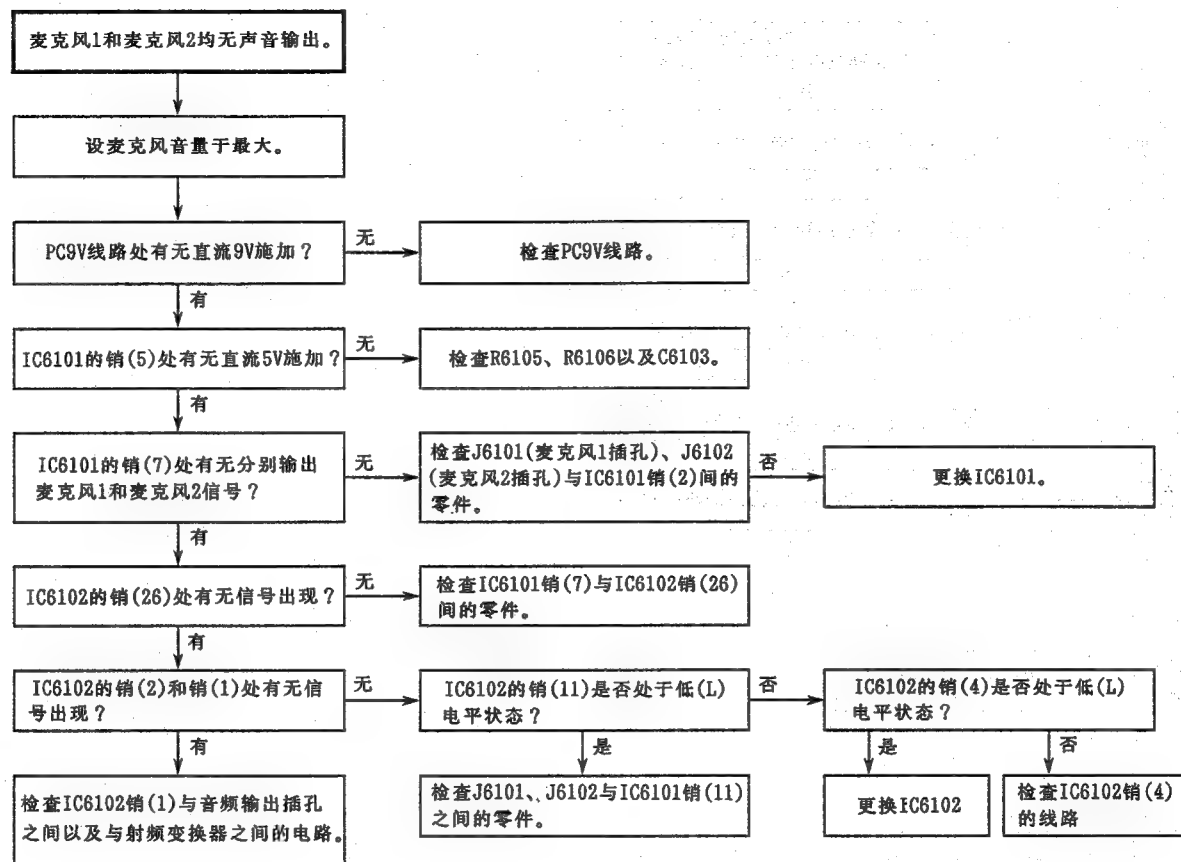 麦克风1和麦克风2均无声音输出。
设麦克风音量于最大。
PC9V线路处有无直流9V施加？
无
检查PC9V线路。
有
IC6101的销(5)处有无直流5V施加？
无
检查R6105、R6106以及C6103。
有
IC6101的销(7)处有无分别输出
麦克风1和麦克风2信号？
无
检查J6101(麦克风1插孔)、J6102
(麦克风2插孔)与IC6101销(2)间的
零件。
否
更换IC6101。
有
IC6102的销(26)处有无信号出现？
无
检查IC6101销(7)与IC6102销(26)
间的零件。
有
IC6102的销(2)和销(1)处有无信
号出现？
无
IC6102的销(11)是否处于低(L)
电平状态？
否
IC6102的销(4)是否处于低(L)
电平状态？
有
是
是
否
检查IC6102销(1)与音频输出插孔
之间以及与射频变换器之间的电路。
检查J6101、J6102与IC6101销(11)
之间的零件。
更换IC6102
检查IC6102销(4)
的线路